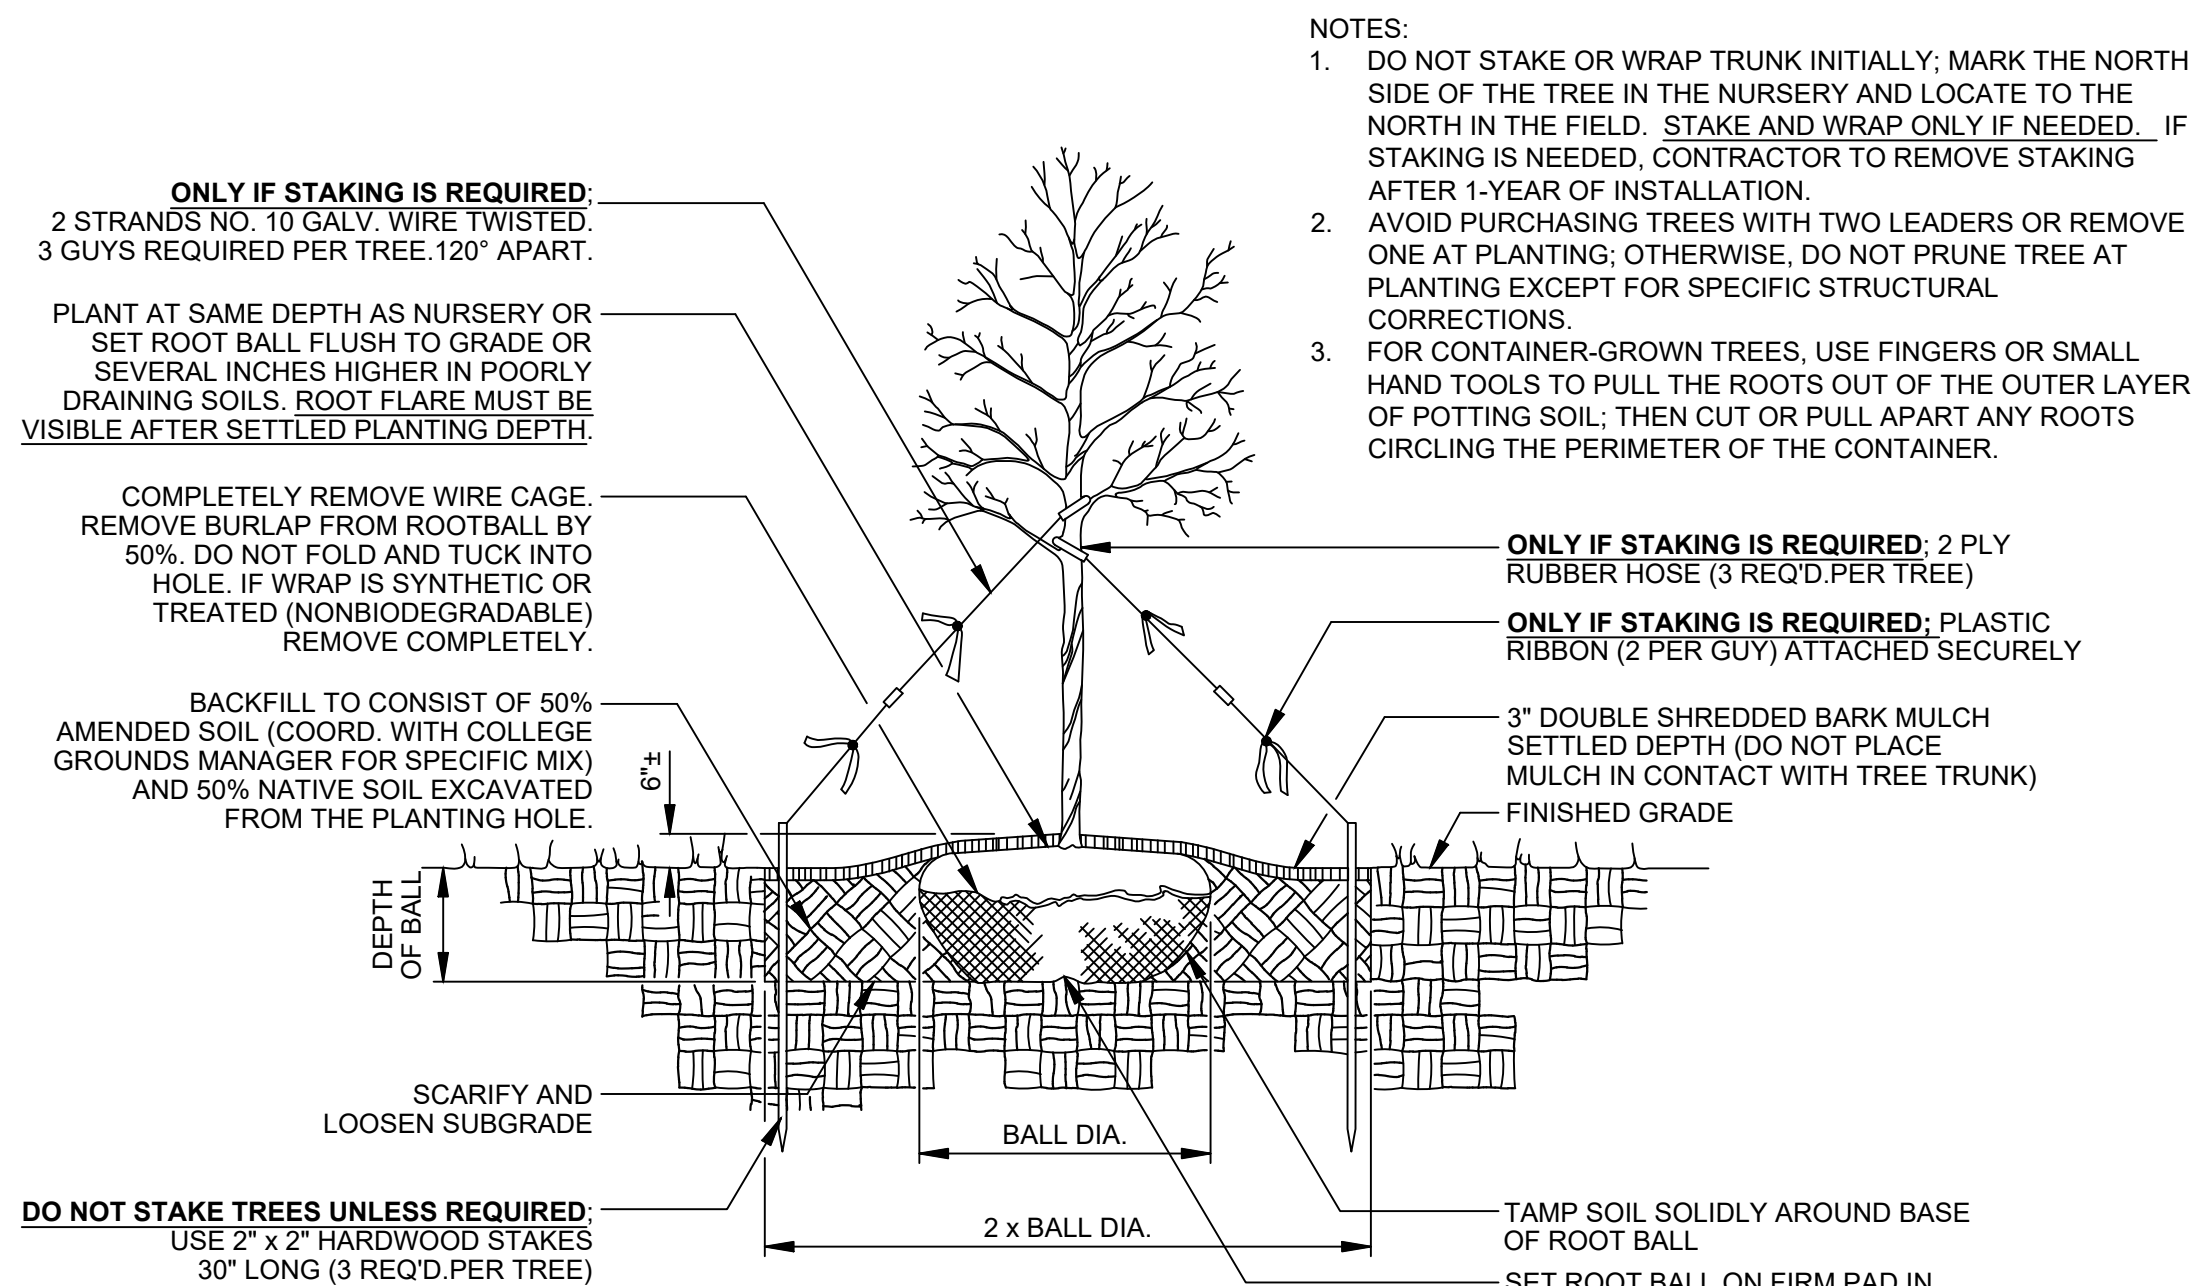 NOTES:
1. DO NOT STAKE OR WRAP TRUNK INITIALLY; MARK THE NORTH
SIDE OF THE TREE IN THE NURSERY AND LOCATE TO THE
NORTH IN THE FIELD. STAKE AND WRAP ONLY IF NEEDED. IF
STAKING IS NEEDED, CONTRACTOR TO REMOVE STAKING
AFTER 1-YEAR OF INSTALLATION.
2. AVOID PURCHASING TREES WITH TWO LEADERS OR REMOVE
ONE AT PLANTING; OTHERWISE, DO NOT PRUNE TREE AT
PLANTING EXCEPT FOR SPECIFIC STRUCTURAL
CORRECTIONS.
3. FOR CONTAINER-GROWN TREES, USE FINGERS OR SMALL
HAND TOOLS TO PULL THE ROOTS OUT OF THE OUTER LAYER
OF POTTING SOIL; THEN CUT OR PULL APART ANY ROOTS
CIRCLING THE PERIMETER OF THE CONTAINER.
ONLY IF STAKING IS REQUIRED;
2 STRANDS NO. 10 GALV. WIRE TWISTED.
3 GUYS REQUIRED PER TREE.120° APART.
PLANT AT SAME DEPTH AS NURSERY OR
SET ROOT BALL FLUSH TO GRADE OR
SEVERAL INCHES HIGHER IN POORLY
DRAINING SOILS. ROOT FLARE MUST BE
VISIBLE AFTER SETTLED PLANTING DEPTH.
COMPLETELY REMOVE WIRE CAGE.
REMOVE BURLAP FROM ROOTBALL BY
50%. DO NOT FOLD AND TUCK INTO
HOLE. IF WRAP IS SYNTHETIC OR
TREATED (NONBIODEGRADABLE)
REMOVE COMPLETELY.
BACKFILL TO CONSIST OF 50%
AMENDED SOIL (COORD. WITH COLLEGE
GROUNDS MANAGER FOR SPECIFIC MIX)
AND 50% NATIVE SOIL EXCAVATED
FROM THE PLANTING HOLE.
6"±
DEPTH
OF BALL
SCARIFY AND
LOOSEN SUBGRADE
DO NOT STAKE TREES UNLESS REQUIRED;
USE 2" x 2" HARDWOOD STAKES
30" LONG (3 REQ'D.PER TREE)
BALL DIA.
2 x BALL DIA.
ONLY IF STAKING IS REQUIRED; 2 PLY
RUBBER HOSE (3 REQ'D.PER TREE)
ONLY IF STAKING IS REQUIRED; PLASTIC
RIBBON (2 PER GUY) ATTACHED SECURELY
3" DOUBLE SHREDDED BARK MULCH
SETTLED DEPTH (DO NOT PLACE
MULCH IN CONTACT WITH TREE TRUNK)
FINISHED GRADE
TAMP SOIL SOLIDLY AROUND BASE
OF ROOT BALL
SET ROOT BALL ON FIRM PAD IN